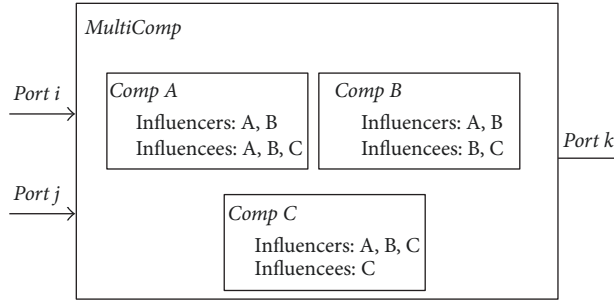 MultiComp
Port i
Comp A
Influencers: A, B
Influencees: A, B, C
Comp B
Influencers: A, B
Influencees: B, C
Port k
Port j
Comp C
Influencers: A, B, C
Influencees: C